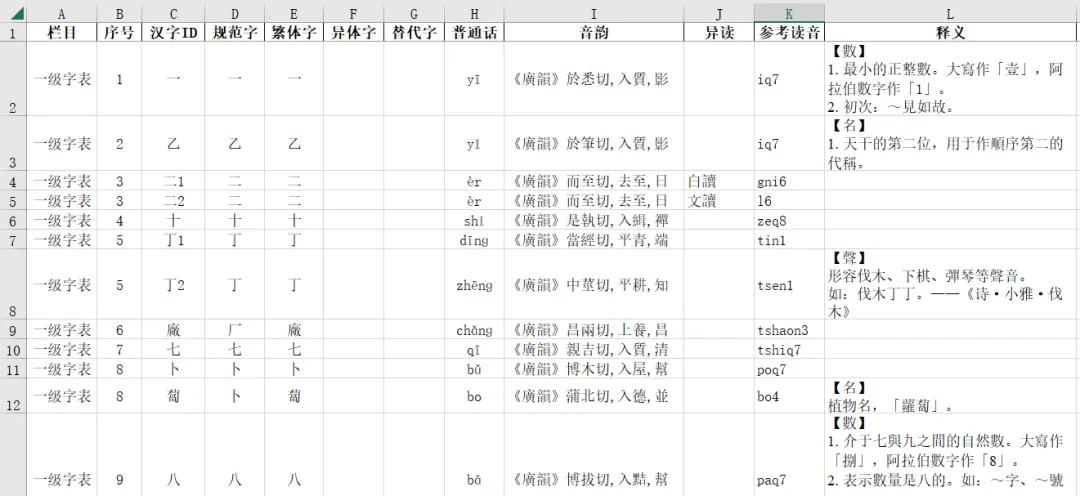 A B C D E F G H I J K L
1 栏目 序号 汉字ID 规范字 繁体字 异体字 替代字 普通话 音韵 异读 参考读音 释义
2 一级字表 1 一 一 一 yī 《廣韻》於悉切,入質,影 iq7 【數】
1. 最小的正整數。大寫作「壹」，阿
拉伯數字作「1」。
2. 初次：～見如故。
3 一级字表 2 乙 乙 乙 yǐ 《廣韻》於筆切,入質,影 iq7 【名】
1. 天干的第二位，用于作順序第二的
代稱。
4 一级字表 3 二1 二 二 èr 《廣韻》而至切,去至,日 白讀 gni6
5 一级字表 3 二2 二 二 èr 《廣韻》而至切,去至,日 文讀 l6
6 一级字表 4 十 十 十 shí 《廣韻》是執切,入緝,禪 zeq8
7 一级字表 5 丁1 丁 丁 dīng 《廣韻》當經切,平青,端 tin1
8 一级字表 5 丁2 丁 丁 zhēng 《廣韻》中莖切,平耕,知 tsen1 【聲】
形容伐木、下棋、彈琴等聲音。
如：伐木丁丁。——《诗·小雅·伐
木》
9 一级字表 6 廠 厂 廠 chǎng 《廣韻》昌兩切,上養,昌 tshaon3
10 一级字表 7 七 七 七 qī 《廣韻》親吉切,入質,清 tshiq7
11 一级字表 8 卜 卜 卜 bǔ 《廣韻》博木切,入屋,幫 poq7
12 一级字表 8 蔔 卜 蔔 bo 《廣韻》蒲北切,入德,並 bo4 【名】
植物名，「蘿蔔」。
一级字表 9 八 八 八 bā 《廣韻》博拔切,入黠,幫 paq7 【數】
1. 介于七與九之間的自然數。大寫作
「捌」，阿拉伯數字作「8」。
2. 表示數量是八的。如：～字、～號